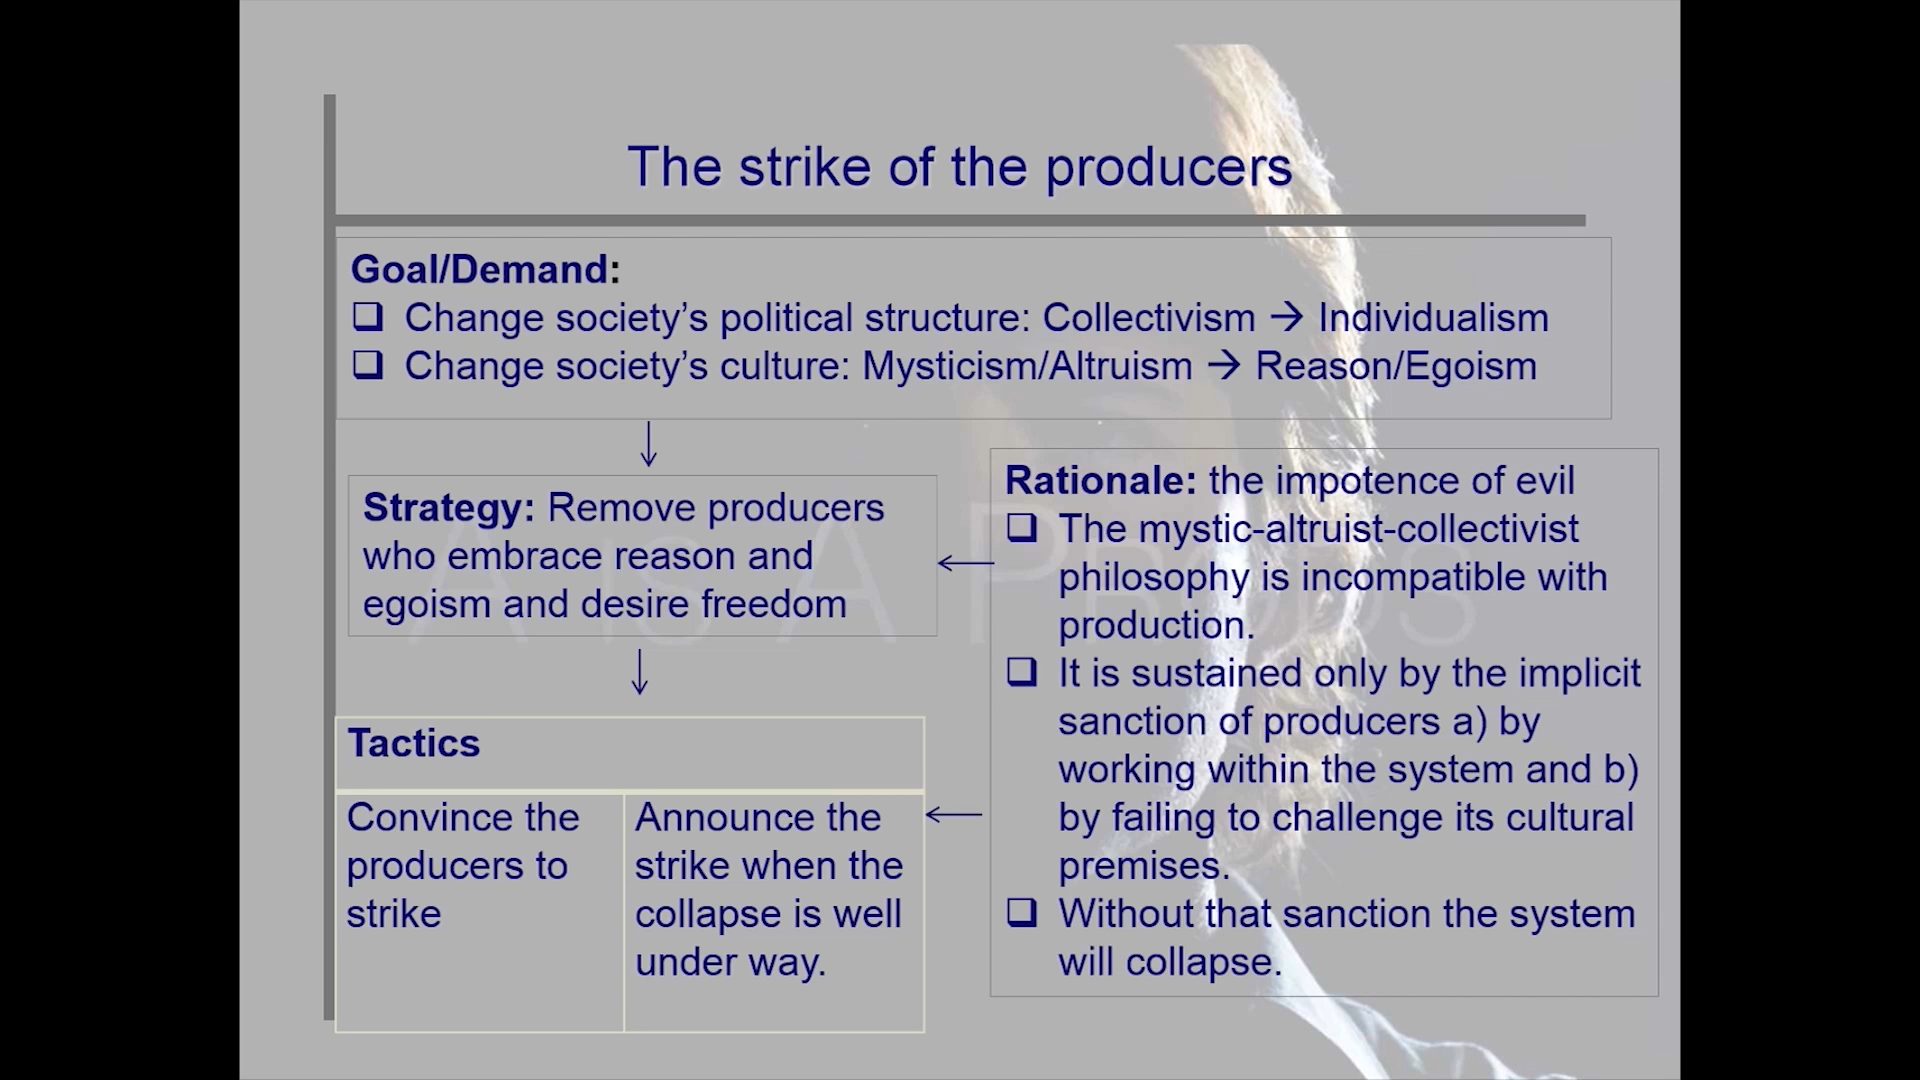 The strike of the producers
Goal/Demand:
❑ Change society’s political structure: Collectivism → Individualism
❑ Change society’s culture: Mysticism/Altruism → Reason/Egoism
Strategy: Remove producers
who embrace reason and
egoism and desire freedom
Rationale: the impotence of evil
❑ The mystic-altruist-collectivist
philosophy is incompatible with
production.
❑ It is sustained only by the implicit
sanction of producers a) by
working within the system and b)
by failing to challenge its cultural
premises.
❑ Without that sanction the system
will collapse.
Tactics
Convince the
producers to
strike
Announce the
strike when the
collapse is well
under way.
A is A Prods